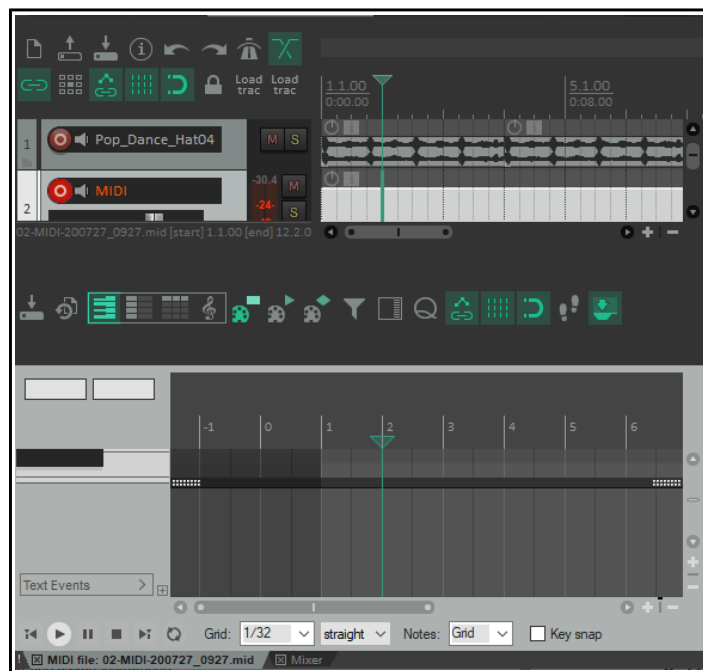 Load Load
trac trac
1.1.00 5.1.00
0:00.00 0:08.00
1 Pop_Dance_Hat04 M S
2 MIDI -30.4 M
-24- S
02-MIDI-200727_0927.mid [start] 1.1.00 [end] 12.2.0
Q
-1 0 1 2 3 4 5 6
Text Events
Grid: 1/32 straight Notes: Grid Key snap
! MIDI file: 02-MIDI-200727_0927.mid Mixer